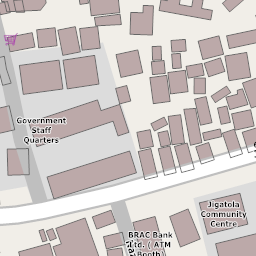 Government
Staff
Quarters
Jigatola
Community
Centre
BRAC Bank
Ltd. ( ATM
Booth)